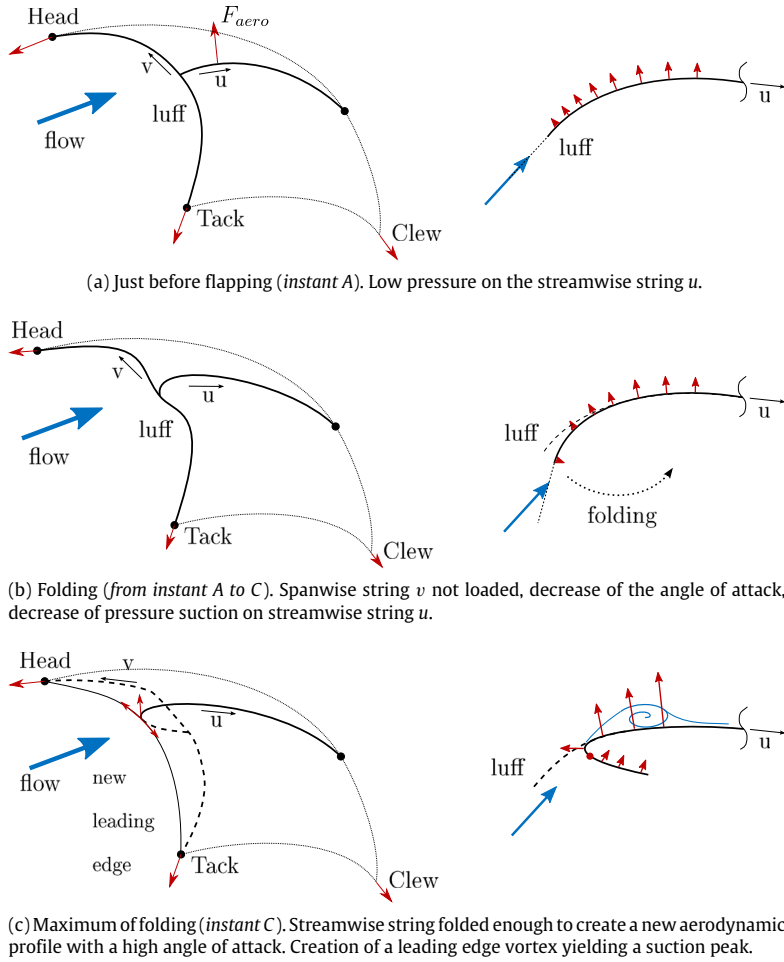 Head
F_aero
v
u
luff
flow
Tack
Clew
luff
u
(a) Just before flapping (instant A). Low pressure on the streamwise string u.
Head
v
u
luff
flow
Tack
Clew
luff
u
folding
(b) Folding (from instant A to C). Spanwise string v not loaded, decrease of the angle of attack,
decrease of pressure suction on streamwise string u.
Head
v
u
flow
new
leading
edge
Tack
Clew
luff
u
(c) Maximum of folding (instant C). Streamwise string folded enough to create a new aerodynamic
profile with a high angle of attack. Creation of a leading edge vortex yielding a suction peak.